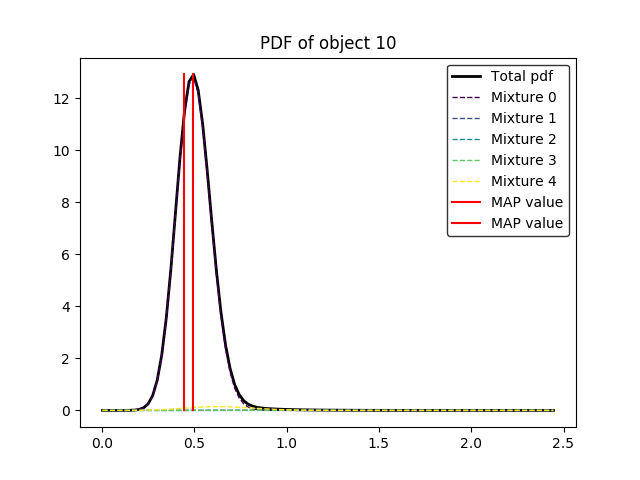 PDF of object 10
Total pdf
Mixture 0
Mixture 1
Mixture 2
Mixture 3
Mixture 4
MAP value
MAP value
12
10
8
6
4
2
0
0.0 0.5 1.0 1.5 2.0 2.5